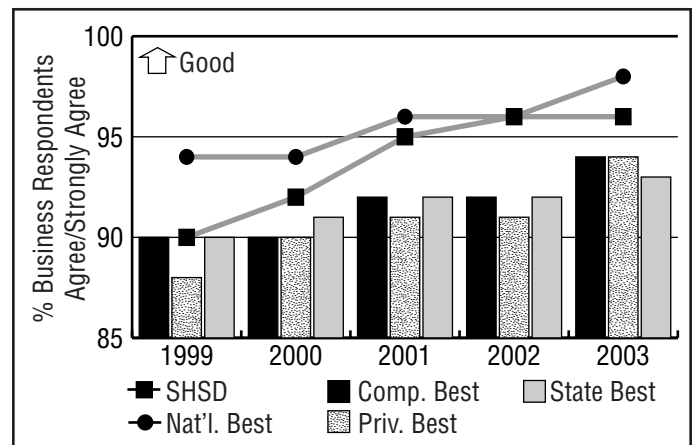 % Business Respondents
Agree/Strongly Agree
100
95
90
85
Good
1999 2000 2001 2002 2003
SHSD Comp. Best State Best
Nat'l. Best Priv. Best